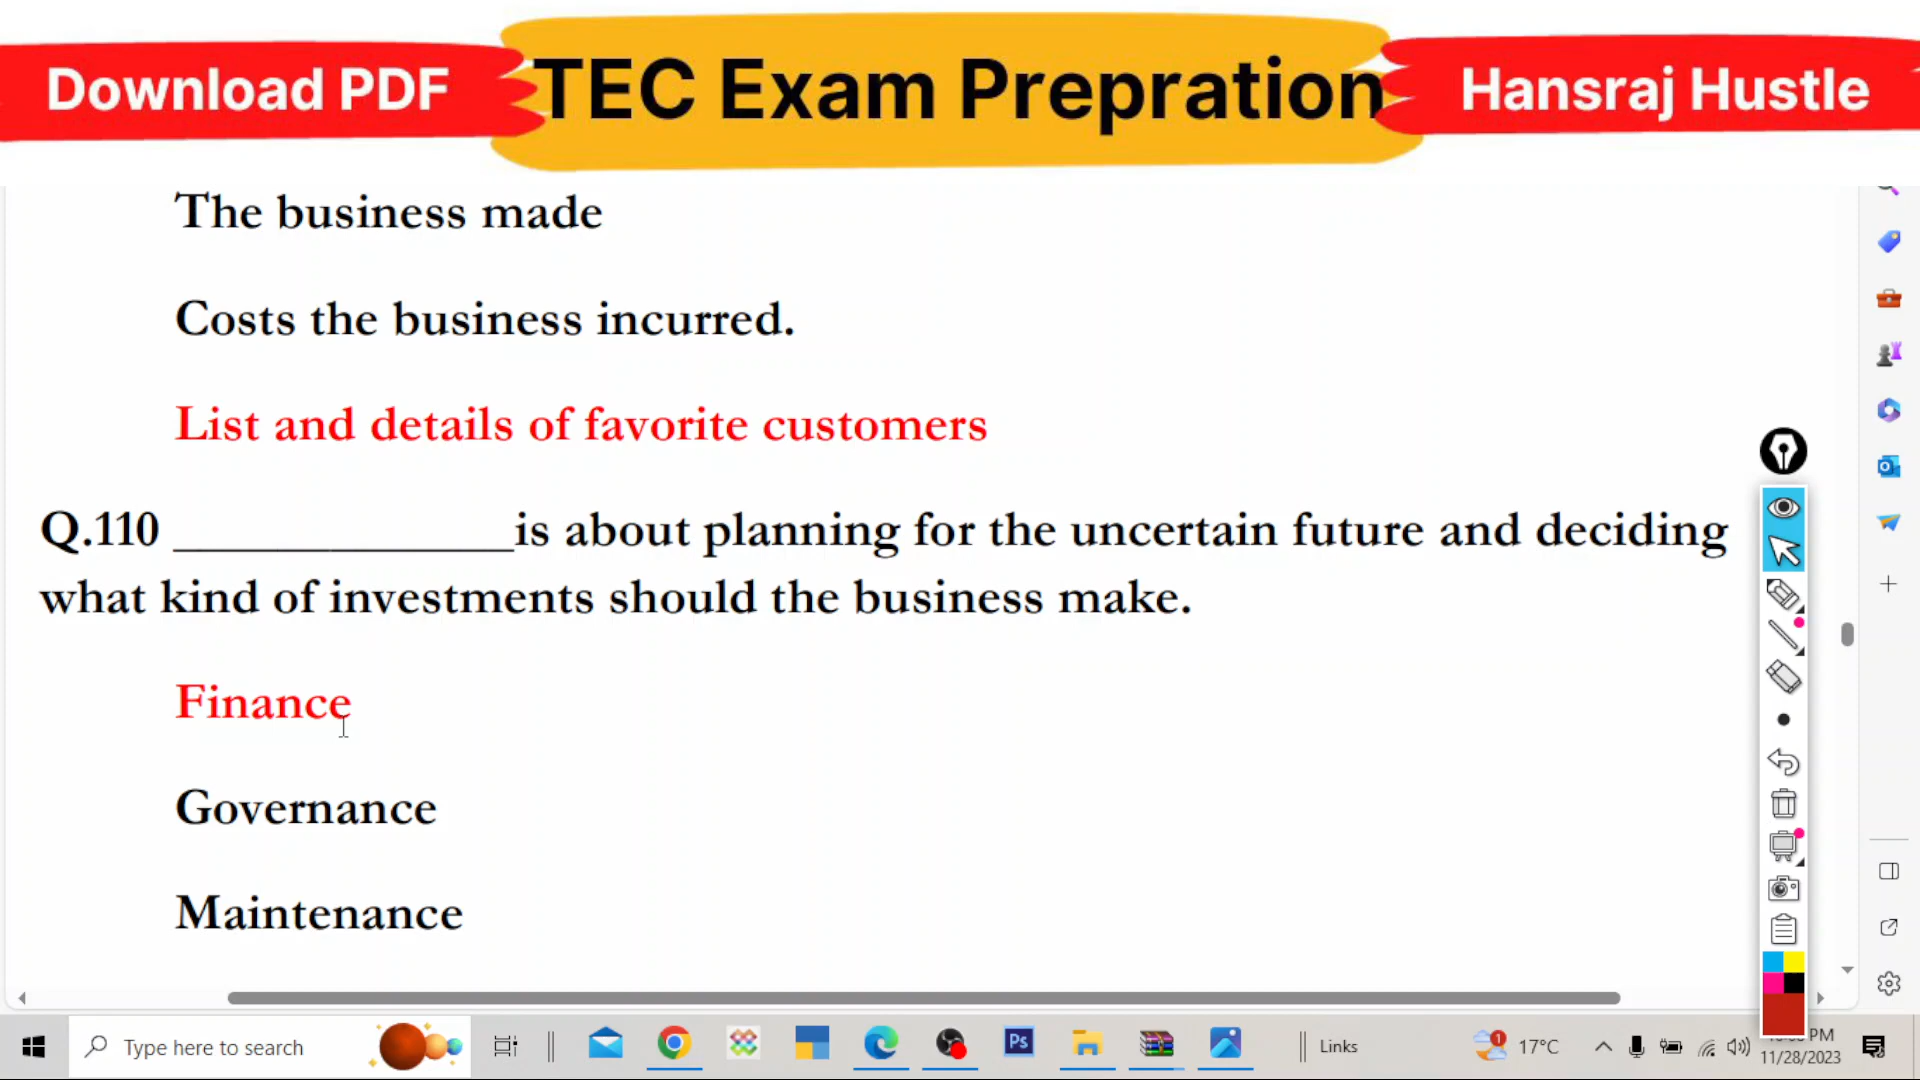 Download PDF
TEC Exam Prepration
Hansraj Hustle
The business made
Costs the business incurred.
List and details of favorite customers
Q.110 ______________is about planning for the uncertain future and deciding
what kind of investments should the business make.
Finance
Governance
Maintenance
Type here to search
Ps
Links
1
17°C
PM
11/28/2023